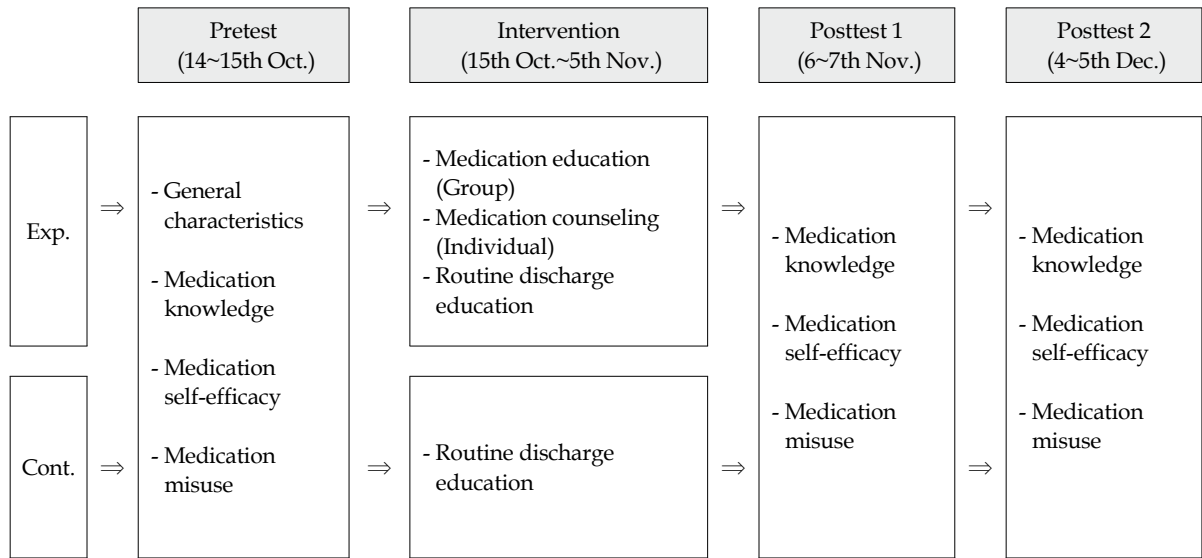 Pretest
(14~15th Oct.)
Intervention
(15th Oct.~5th Nov.)
Posttest 1
(6~7th Nov.)
Posttest 2
(4~5th Dec.)
Exp.
⇒
- General
characteristics
- Medication
knowledge
- Medication
self-efficacy
- Medication
misuse
⇒
- Medication education
(Group)
- Medication counseling
(Individual)
- Routine discharge
education
⇒
- Medication
knowledge
- Medication
self-efficacy
- Medication
misuse
⇒
- Medication
knowledge
- Medication
self-efficacy
- Medication
misuse
Cont.
⇒
⇒
- Routine discharge
education
⇒
⇒